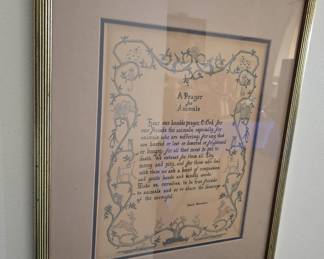 A Prayer
for
Animals
Hear our humble prayer, O God, for
our friends the animals, especially for
animals who are suffering; for any that
are hunted or lost or deserted or frightened
or hungry; for all that must be put to
death. We entreat for them all Thy
mercy and pity, and for those who deal
with them we ask a heart of compassion
and gentle hands and kindly words.
Make us, ourselves, to be true friends
to animals and so to share the blessings
of the merciful.
Albert Schweitzer